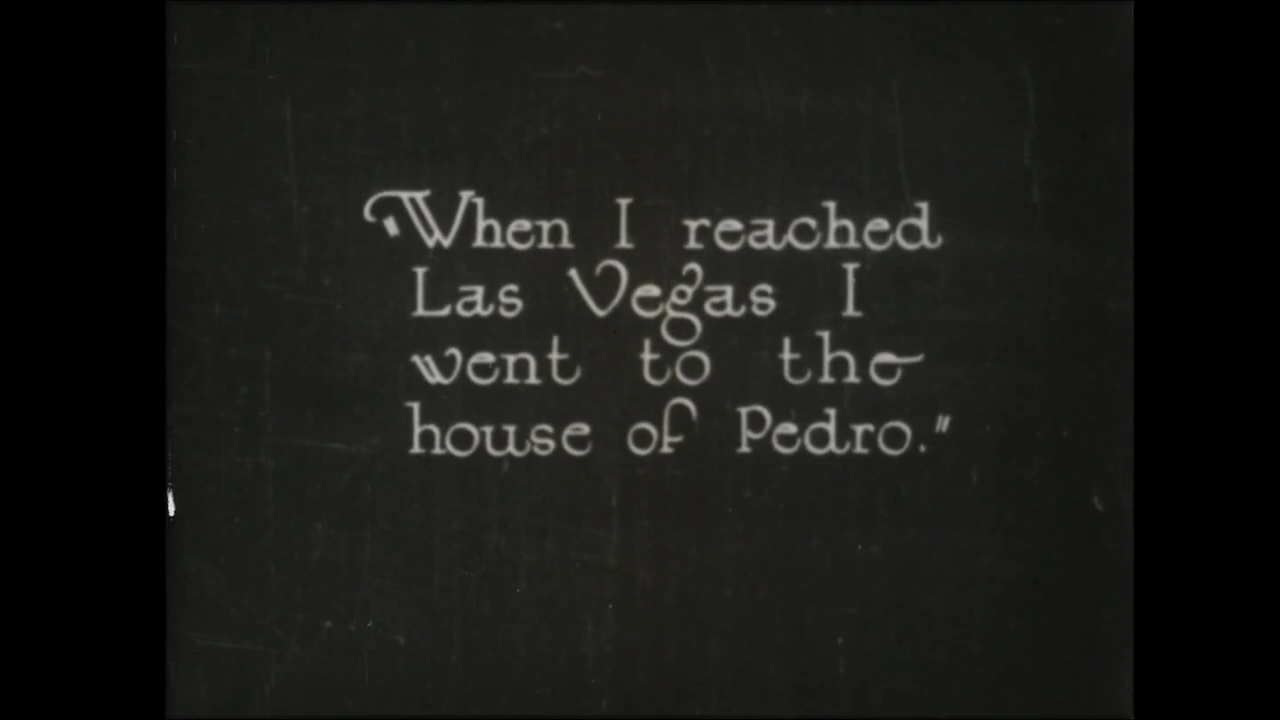 "When I reached
Las Vegas I
went to the
house of Pedro."